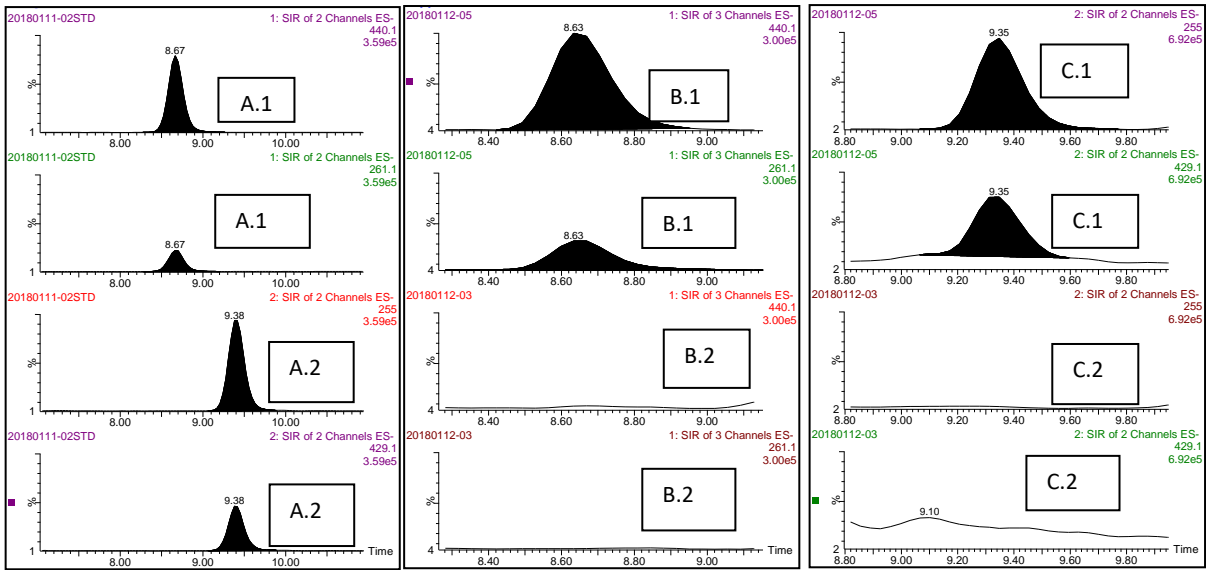 20180111-02STD 1: SIR of 2 Channels ES-
440.1
3.59e5
8.67
A.1
%
1
8.00 9.00 10.00
20180111-02STD 1: SIR of 2 Channels ES-
261.1
3.59e5
8.67
A.1
%
1
8.00 9.00 10.00
20180111-02STD 2: SIR of 2 Channels ES-
255
3.59e5
9.38
A.2
%
1
8.00 9.00 10.00
20180111-02STD 2: SIR of 2 Channels ES-
429.1
3.59e5
9.38
A.2
%
1
Time
8.00 9.00 10.00
20180112-05 1: SIR of 3 Channels ES-
440.1
3.00e5
8.63
B.1
%
4
8.40 8.60 8.80 9.00
20180112-05 1: SIR of 3 Channels ES-
261.1
3.00e5
8.63
B.1
%
4
8.40 8.60 8.80 9.00
20180112-03 1: SIR of 3 Channels ES-
440.1
3.00e5
B.2
%
4
8.40 8.60 8.80 9.00
20180112-03 1: SIR of 3 Channels ES-
261.1
3.00e5
B.2
%
4
Time
8.40 8.60 8.80 9.00
20180112-05 2: SIR of 2 Channels ES-
255
6.92e5
9.35
C.1
%
2
8.80 9.00 9.20 9.40 9.60 9.80
20180112-05 2: SIR of 2 Channels ES-
429.1
6.92e5
9.35
C.1
%
2
8.80 9.00 9.20 9.40 9.60 9.80
20180112-03 2: SIR of 2 Channels ES-
255
6.92e5
C.2
%
2
8.80 9.00 9.20 9.40 9.60 9.80
20180112-03 2: SIR of 2 Channels ES-
429.1
6.92e5
C.2
9.10
%
2
Time
8.80 9.00 9.20 9.40 9.60 9.80